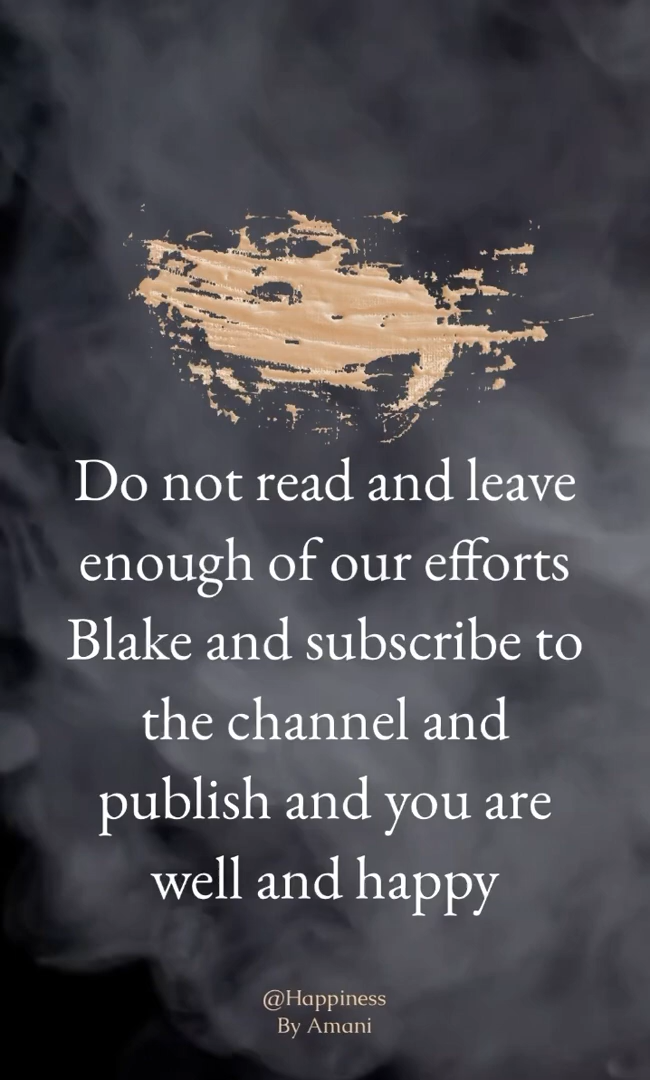 Do not read and leave
enough of our efforts
Blake and subscribe to
the channel and
publish and you are
well and happy
@Happiness
By Amani